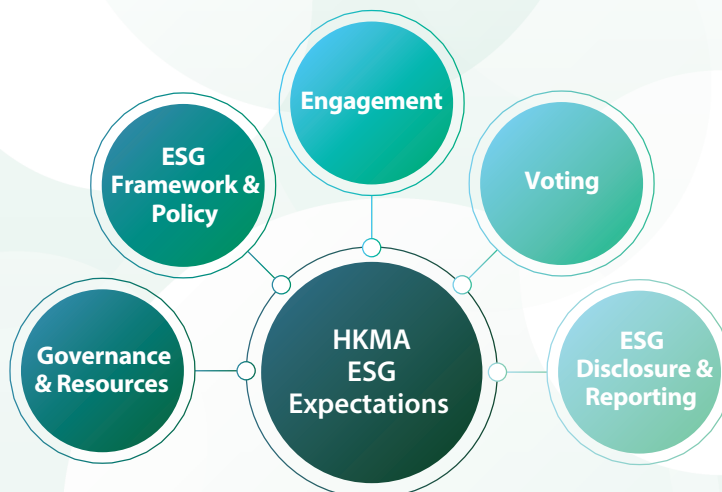 Engagement
ESG
Framework &
Policy
Voting
Governance
& Resources
HKMA
ESG
Expectations
ESG
Disclosure &
Reporting